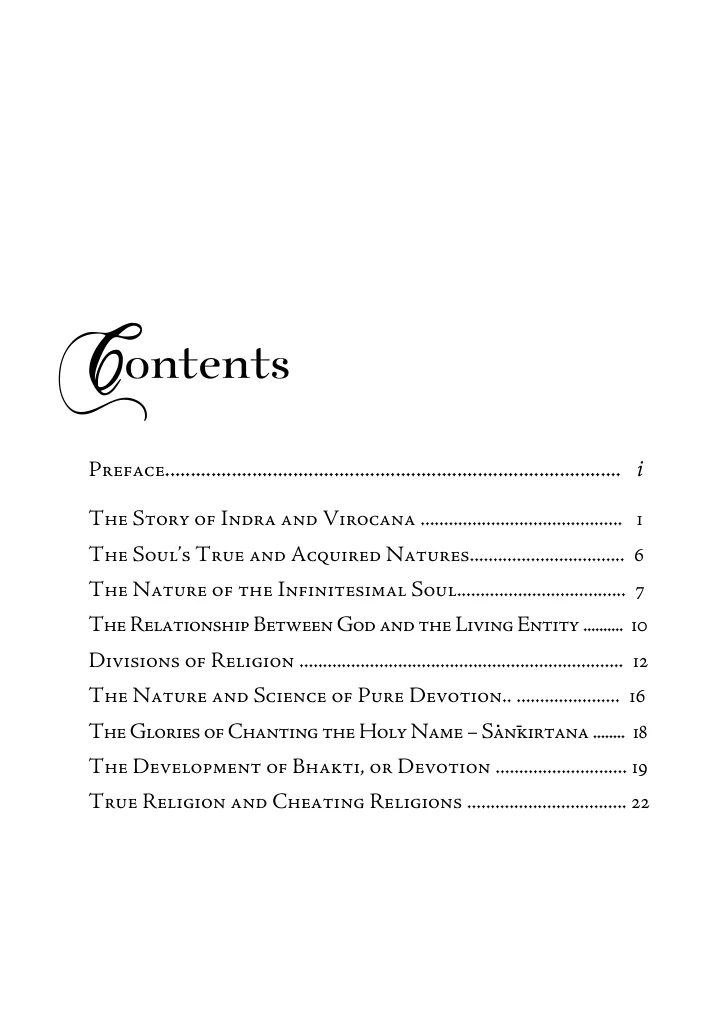 Contents
Preface.......................................................................................... i
The Story of Indra and Virocana ........................................... 1
The Soul's True and Acquired Natures................................. 6
The Nature of the Infinitesimal Soul.................................... 7
The Relationship Between God and the Living Entity ......... 10
Divisions of Religion ..................................................................... 12
The Nature and Science of Pure Devotion.. ...................... 16
The Glories of Chanting the Holy Name – Sȧnk̄irtana ....... 18
The Development of Bhakti, or Devotion ............................ 19
True Religion and Cheating Religions .................................. 22